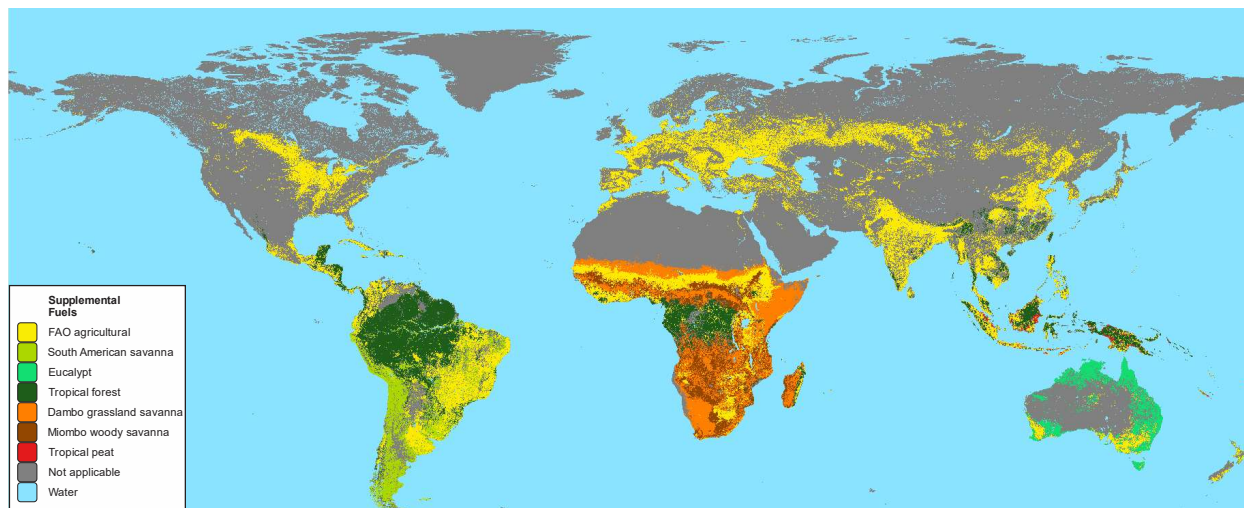 Supplemental
Fuels
FAO agricultural
South American savanna
Eucalypt
Tropical forest
Dambo grassland savanna
Miombo woody savanna
Tropical peat
Not applicable
Water